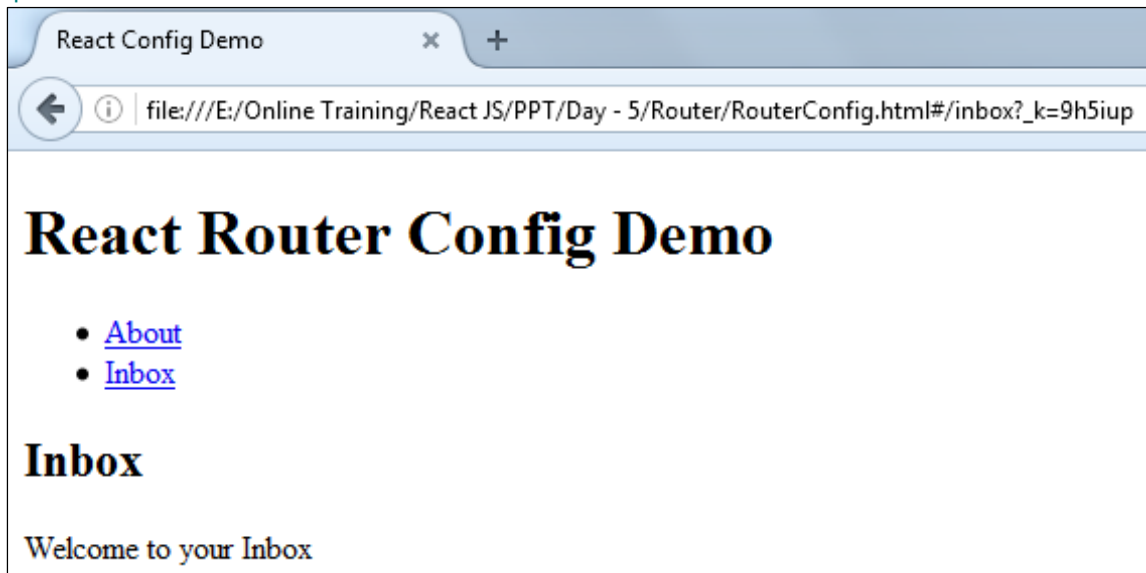 React Config Demo
file:///E:/Online Training/React JS/PPT/Day - 5/Router/RouterConfig.html#/inbox?_k=9h5iup
React Router Config Demo
About
Inbox
Inbox
Welcome to your Inbox